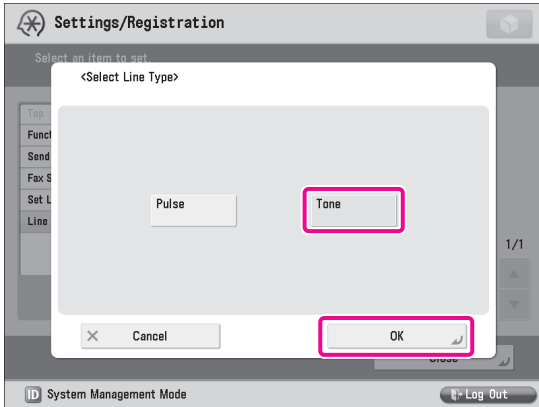 Settings/Registration
Select an item to set.
<Select Line Type>
Top
Funct
Send
Fax S
Set L
Line
Pulse
Tone
1/1
Cancel
OK
Close
ID System Management Mode
Log Out